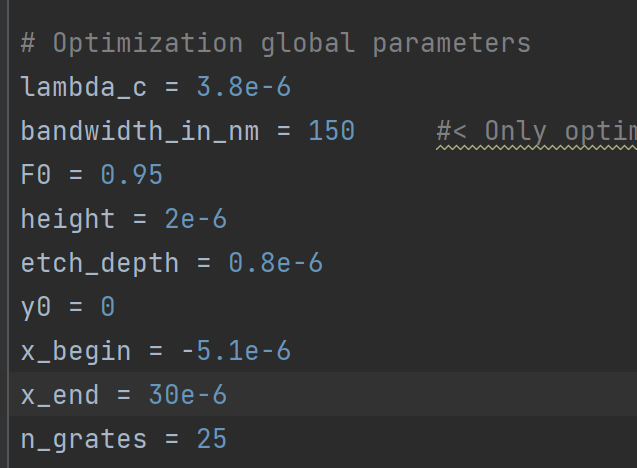 # Optimization global parameters
lambda_c = 3.8e-6
bandwidth_in_nm = 150     #< Only optim
F0 = 0.95
height = 2e-6
etch_depth = 0.8e-6
y0 = 0
x_begin = -5.1e-6
x_end = 30e-6
n_grates = 25